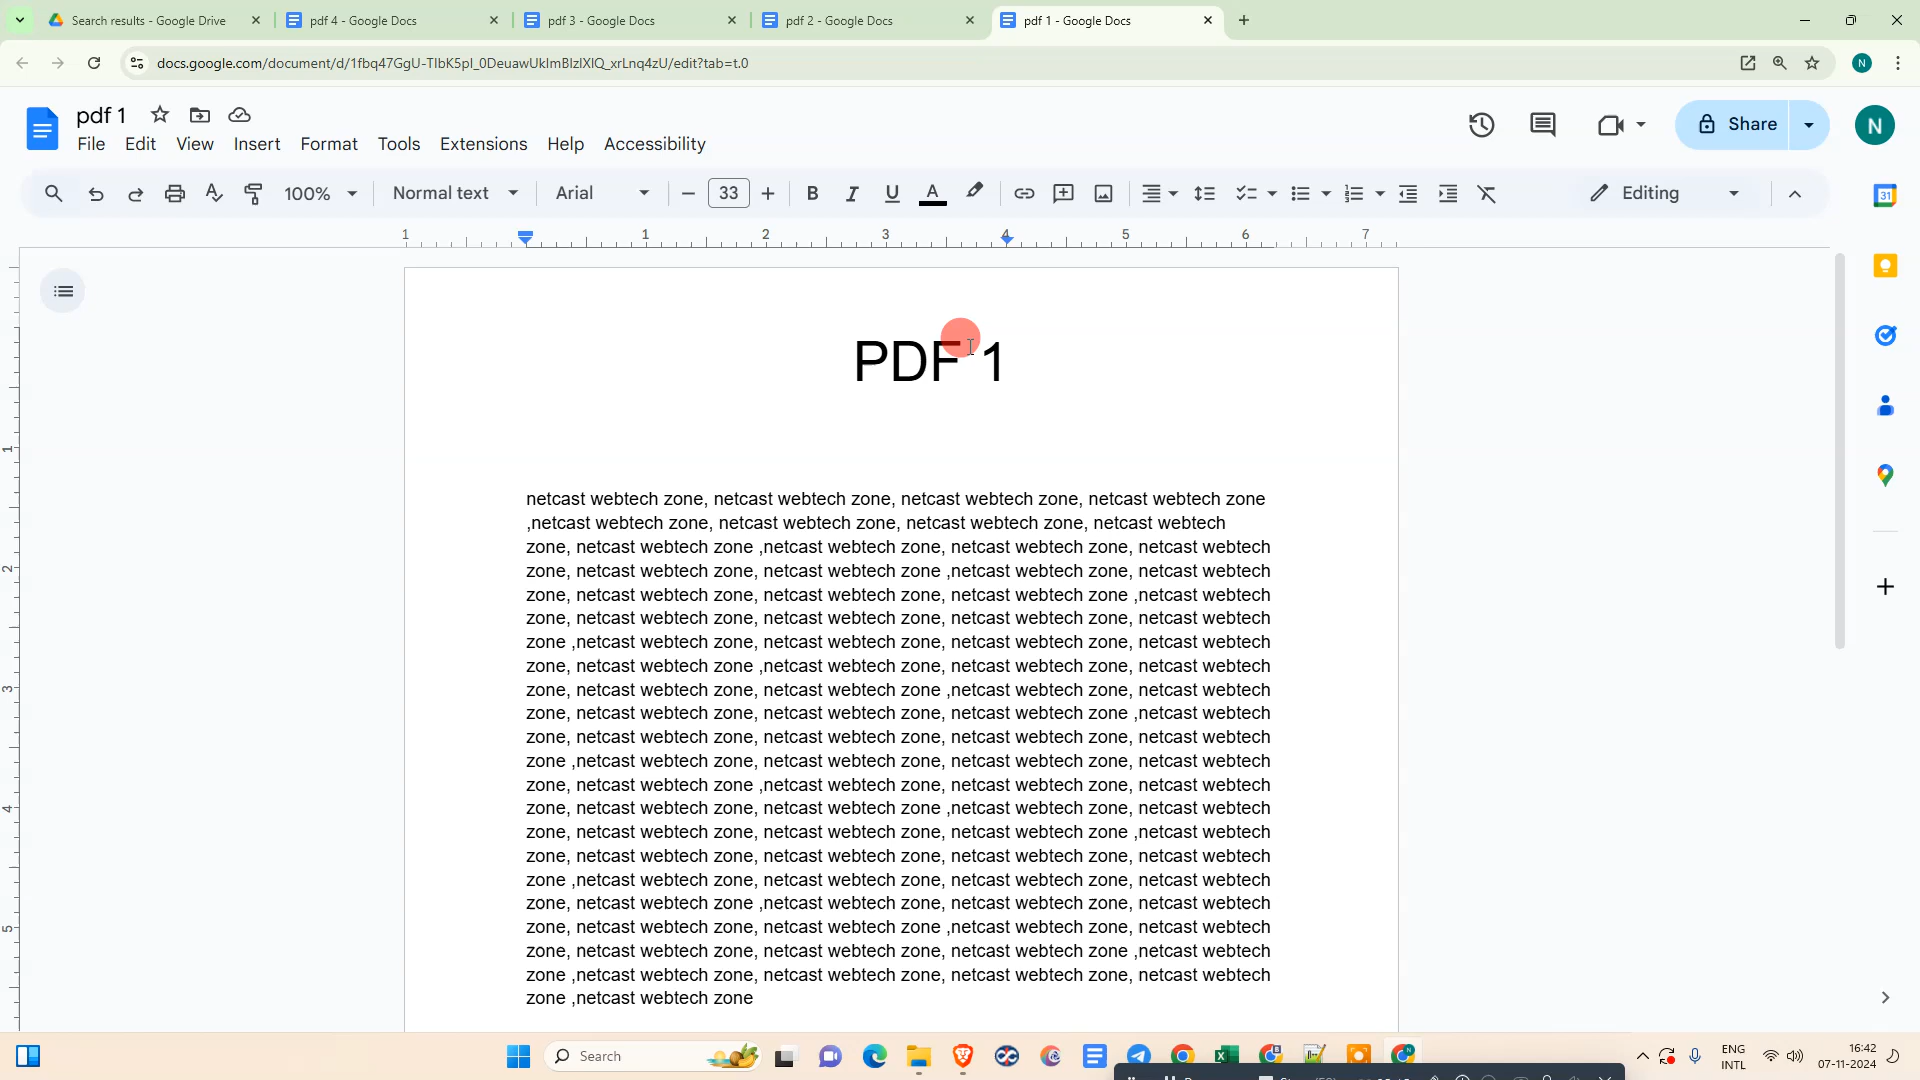 Search results - Google Drive
pdf 4 - Google Docs
pdf 3 - Google Docs
pdf 2 - Google Docs
pdf 1 - Google Docs
docs.google.com/document/d/1fbq47GgU-TIbK5pI_0DeuawUkImBIzIXIQ_xrLnq4zU/edit?tab=t.0
N
pdf 1
File Edit View Insert Format Tools Extensions Help Accessibility
Share
N
100% Normal text Arial 33 B I U A Editing
31
1 1 2 3 4 5 6 7
PDF 1
netcast webtech zone, netcast webtech zone, netcast webtech zone, netcast webtech zone
,netcast webtech zone, netcast webtech zone, netcast webtech zone, netcast webtech
zone, netcast webtech zone ,netcast webtech zone, netcast webtech zone, netcast webtech
zone, netcast webtech zone, netcast webtech zone ,netcast webtech zone, netcast webtech
zone, netcast webtech zone, netcast webtech zone, netcast webtech zone ,netcast webtech
zone, netcast webtech zone, netcast webtech zone, netcast webtech zone, netcast webtech
zone ,netcast webtech zone, netcast webtech zone, netcast webtech zone, netcast webtech
zone, netcast webtech zone ,netcast webtech zone, netcast webtech zone, netcast webtech
zone, netcast webtech zone, netcast webtech zone ,netcast webtech zone, netcast webtech
zone, netcast webtech zone, netcast webtech zone, netcast webtech zone ,netcast webtech
zone, netcast webtech zone, netcast webtech zone, netcast webtech zone, netcast webtech
zone ,netcast webtech zone, netcast webtech zone, netcast webtech zone, netcast webtech
zone, netcast webtech zone ,netcast webtech zone, netcast webtech zone, netcast webtech
zone, netcast webtech zone, netcast webtech zone ,netcast webtech zone, netcast webtech
zone, netcast webtech zone, netcast webtech zone, netcast webtech zone ,netcast webtech
zone, netcast webtech zone, netcast webtech zone, netcast webtech zone, netcast webtech
zone ,netcast webtech zone, netcast webtech zone, netcast webtech zone, netcast webtech
zone, netcast webtech zone ,netcast webtech zone, netcast webtech zone, netcast webtech
zone, netcast webtech zone, netcast webtech zone ,netcast webtech zone, netcast webtech
zone, netcast webtech zone, netcast webtech zone, netcast webtech zone ,netcast webtech
zone ,netcast webtech zone, netcast webtech zone, netcast webtech zone, netcast webtech
zone ,netcast webtech zone
1
2
3
4
5
Search
ENG
INTL
16:42
07-11-2024